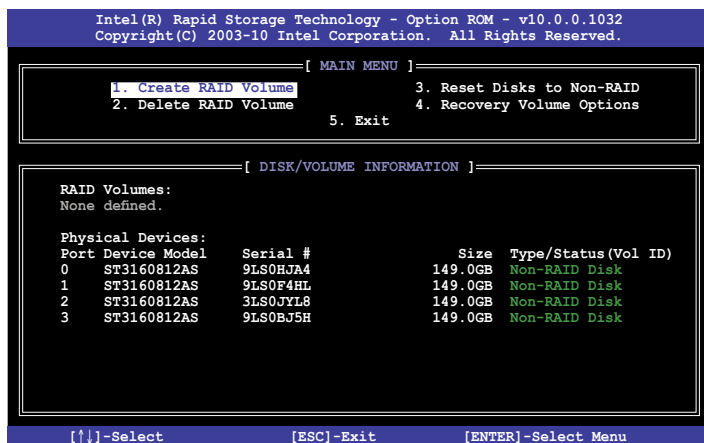 Intel(R) Rapid Storage Technology - Option ROM - v10.0.0.1032
Copyright(C) 2003-10 Intel Corporation. All Rights Reserved.
[ MAIN MENU ]
1. Create RAID Volume 3. Reset Disks to Non-RAID
2. Delete RAID Volume 4. Recovery Volume Options
5. Exit
[ DISK/VOLUME INFORMATION ]
RAID Volumes:
None defined.
Physical Devices:
Port Device Model Serial # Size Type/Status(Vol ID)
0 ST3160812AS 9LS0HJA4 149.0GB Non-RAID Disk
1 ST3160812AS 9LS0F4HL 149.0GB Non-RAID Disk
2 ST3160812AS 3LS0JYL8 149.0GB Non-RAID Disk
3 ST3160812AS 9LS0BJ5H 149.0GB Non-RAID Disk
[↑↓]-Select [ESC]-Exit [ENTER]-Select Menu